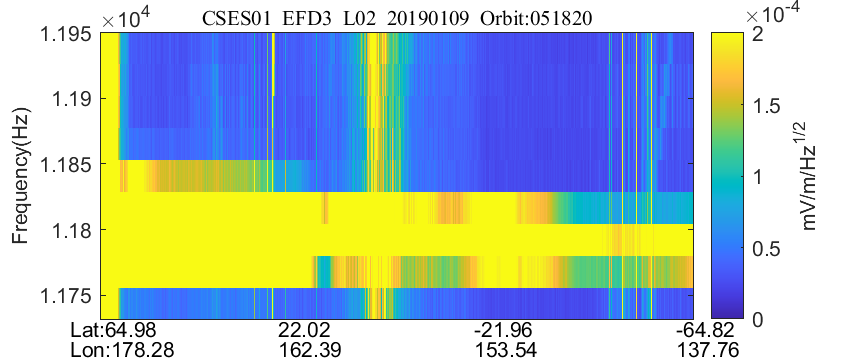 CSES01 EFD3 L02 20190109 Orbit:051820
×10⁴
×10⁻⁴
1.195
1.19
1.185
1.18
1.175
Frequency(Hz)
2
1.5
1
0.5
0
mV/m/Hz^1/2
Lat:64.98 22.02 -21.96 -64.82
Lon:178.28 162.39 153.54 137.76